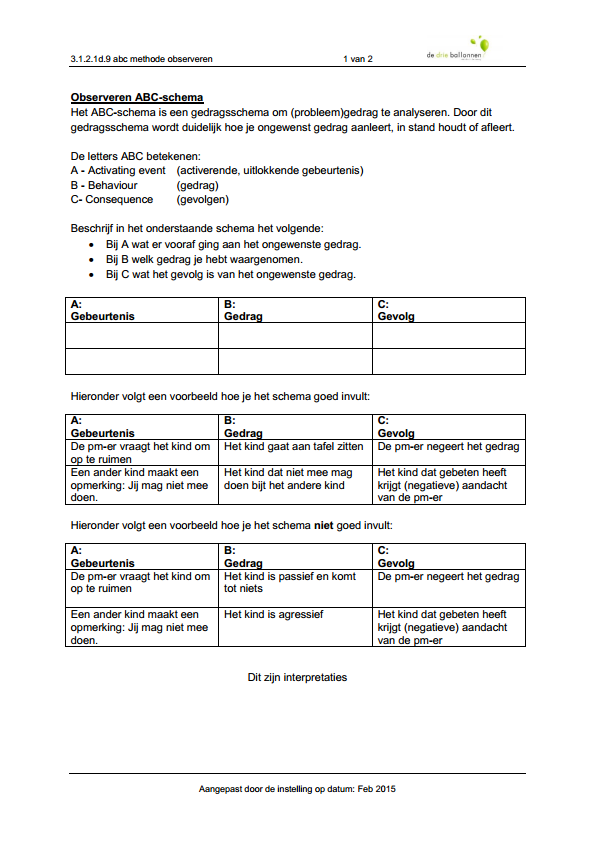 3.1.2.1d.9 abc methode observeren 1 van 2 de drie ballonnen
Observeren ABC-schema
Het ABC-schema is een gedragsschema om (probleem)gedrag te analyseren. Door dit
gedragsschema wordt duidelijk hoe je ongewenst gedrag aanleert, in stand houdt of afleert.
De letters ABC betekenen:
A - Activating event (activerende, uitlokkende gebeurtenis)
B - Behaviour (gedrag)
C- Consequence (gevolgen)
Beschrijf in het onderstaande schema het volgende:
• Bij A wat er vooraf ging aan het ongewenste gedrag.
• Bij B welk gedrag je hebt waargenomen.
• Bij C wat het gevolg is van het ongewenste gedrag.
A: B: C:
Gebeurtenis Gedrag Gevolg
Hieronder volgt een voorbeeld hoe je het schema goed invult:
A: B: C:
Gebeurtenis Gedrag Gevolg
De pm-er vraagt het kind om Het kind gaat aan tafel zitten De pm-er negeert het gedrag
op te ruimen
Een ander kind maakt een Het kind dat niet mee mag Het kind dat gebeten heeft
opmerking: Jij mag niet mee doen bijt het andere kind krijgt (negatieve) aandacht
doen. van de pm-er
Hieronder volgt een voorbeeld hoe je het schema niet goed invult:
A: B: C:
Gebeurtenis Gedrag Gevolg
De pm-er vraagt het kind om Het kind is passief en komt De pm-er negeert het gedrag
op te ruimen tot niets
Een ander kind maakt een Het kind is agressief Het kind dat gebeten heeft
opmerking: Jij mag niet mee krijgt (negatieve) aandacht
doen. van de pm-er
Dit zijn interpretaties
Aangepast door de instelling op datum: Feb 2015